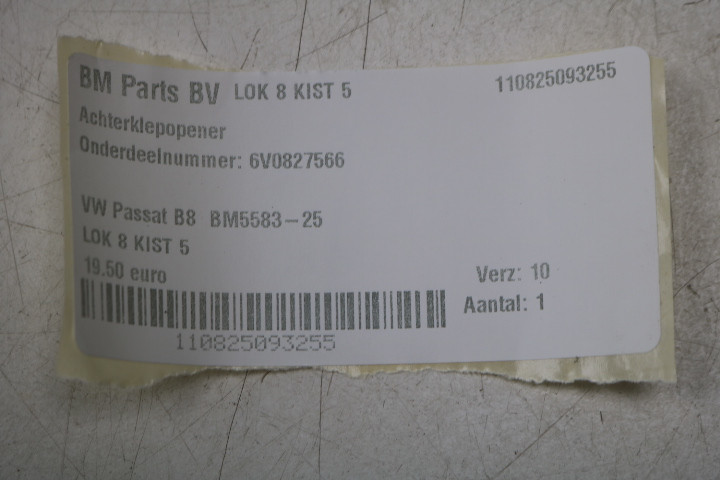 BM Parts BV LOK 8 KIST 5 110825093255
Achterklepopener
Onderdeelnummer: 6V0827566
VW Passat B8 BM5583-25
LOK 8 KIST 5
19.50 euro Verz: 10
Aantal: 1
110825093255